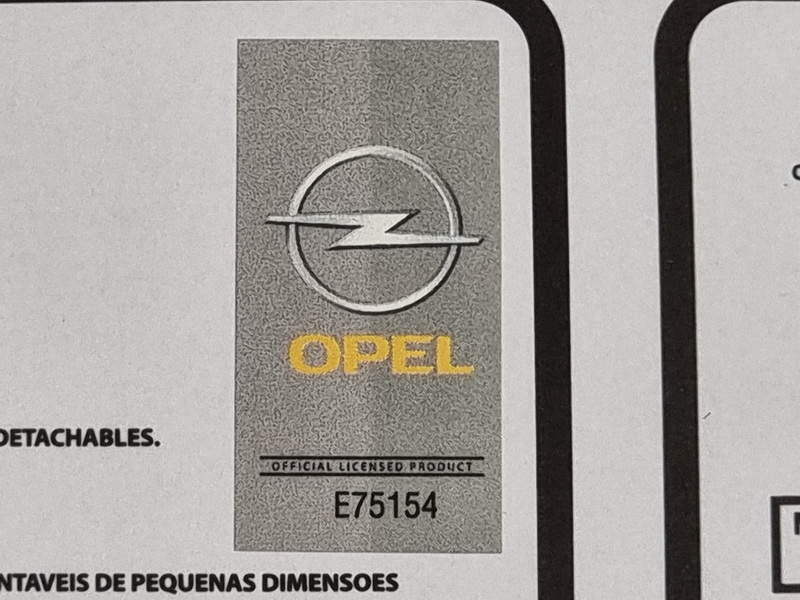 OPEL
OFFICIAL LICENSED PRODUCT
E75154
DETACHABLES.
NTAVEIS DE PEQUENAS DIMENSOES